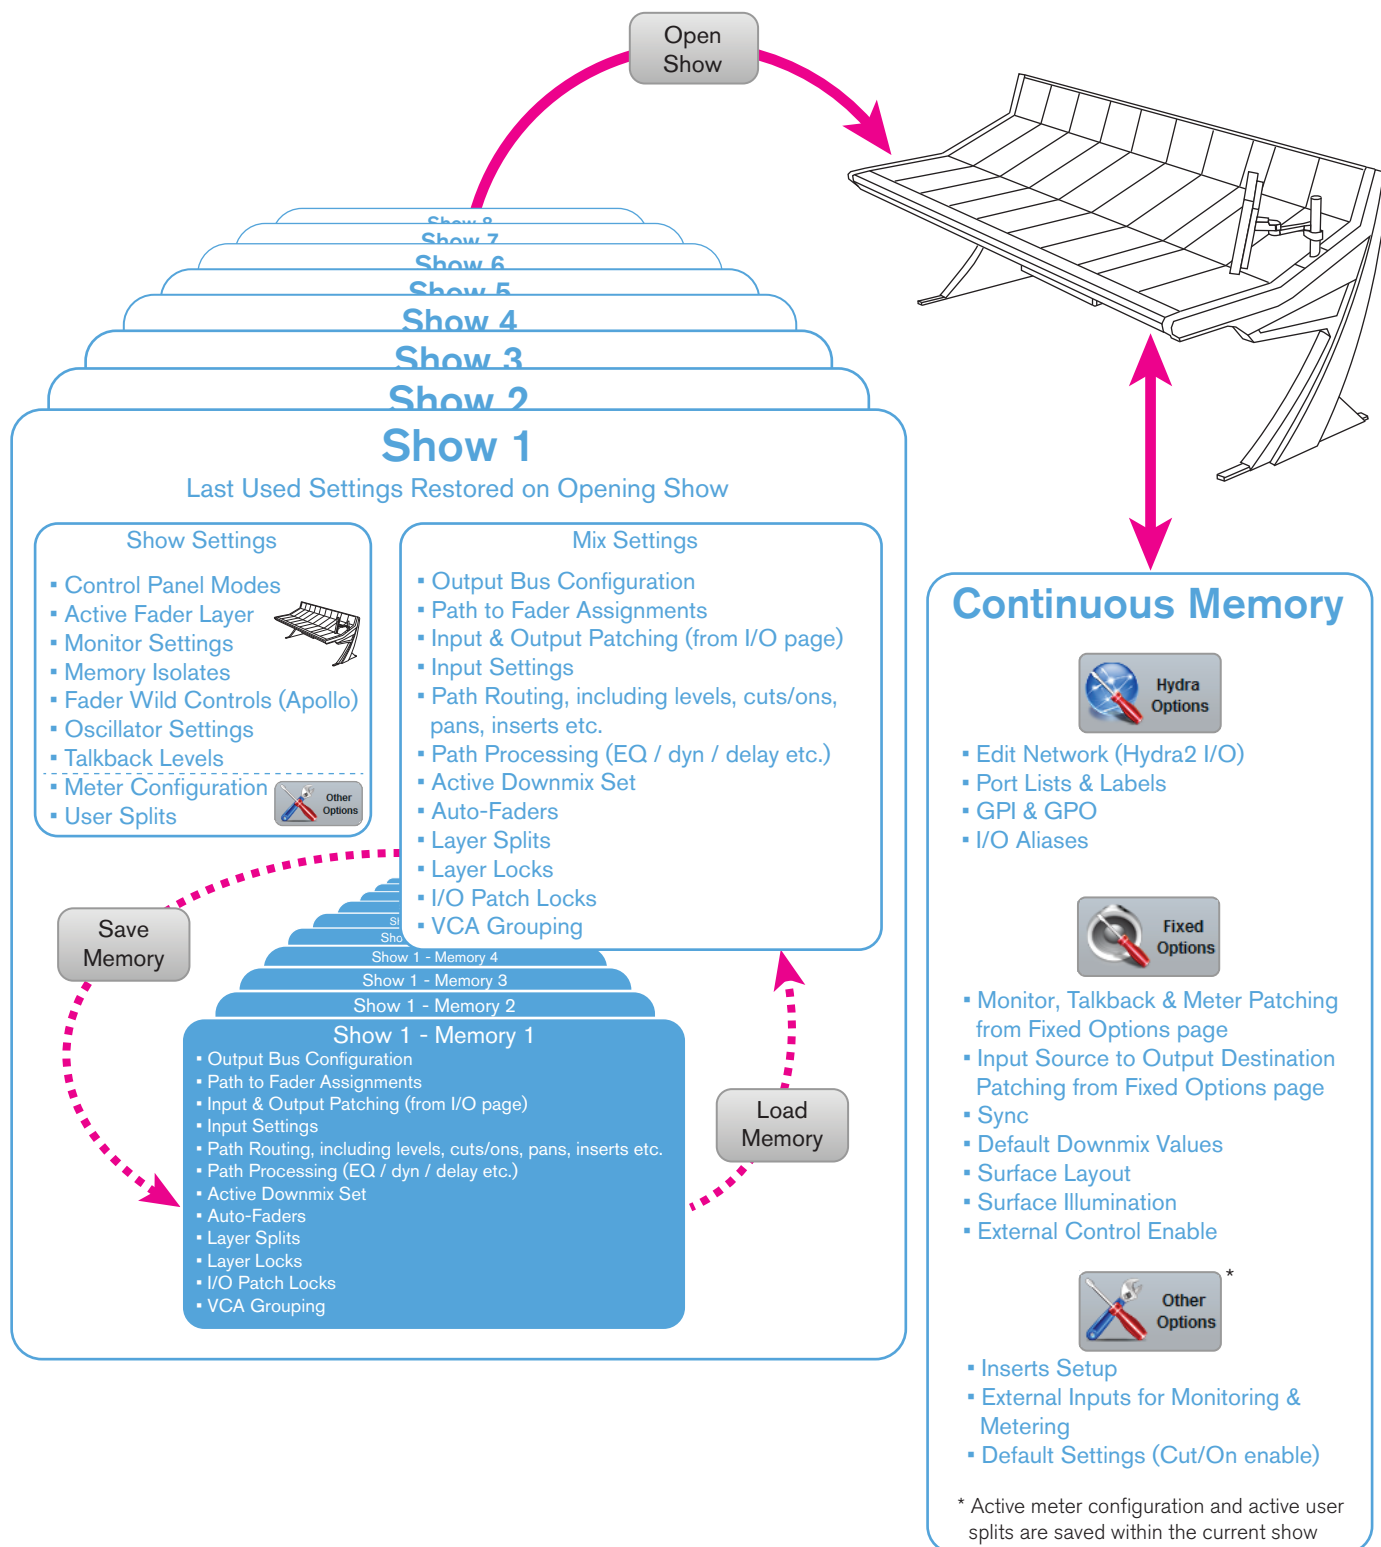 Open
Show
Show 8
Show 7
Show 6
Show 5
Show 4
Show 3
Show 2
Show 1
Last Used Settings Restored on Opening Show
Show Settings
▪ Control Panel Modes
▪ Active Fader Layer
▪ Monitor Settings
▪ Memory Isolates
▪ Fader Wild Controls (Apollo)
▪ Oscillator Settings
▪ Talkback Levels
▪ Meter Configuration
▪ User Splits
Other
Options
Mix Settings
▪ Output Bus Configuration
▪ Path to Fader Assignments
▪ Input & Output Patching (from I/O page)
▪ Input Settings
▪ Path Routing, including levels, cuts/ons,
pans, inserts etc.
▪ Path Processing (EQ / dyn / delay etc.)
▪ Active Downmix Set
▪ Auto-Faders
▪ Layer Splits
▪ Layer Locks
▪ I/O Patch Locks
▪ VCA Grouping
Save
Memory
Show 1 - Memory 4
Show 1 - Memory 3
Show 1 - Memory 2
Show 1 - Memory 1
▪ Output Bus Configuration
▪ Path to Fader Assignments
▪ Input & Output Patching (from I/O page)
▪ Input Settings
▪ Path Routing, including levels, cuts/ons, pans, inserts etc.
▪ Path Processing (EQ / dyn / delay etc.)
▪ Active Downmix Set
▪ Auto-Faders
▪ Layer Splits
▪ Layer Locks
▪ I/O Patch Locks
▪ VCA Grouping
Load
Memory
Continuous Memory
Hydra
Options
▪ Edit Network (Hydra2 I/O)
▪ Port Lists & Labels
▪ GPI & GPO
▪ I/O Aliases
Fixed
Options
▪ Monitor, Talkback & Meter Patching
from Fixed Options page
▪ Input Source to Output Destination
Patching from Fixed Options page
▪ Sync
▪ Default Downmix Values
▪ Surface Layout
▪ Surface Illumination
▪ External Control Enable
Other
Options
*
▪ Inserts Setup
▪ External Inputs for Monitoring &
Metering
▪ Default Settings (Cut/On enable)
* Active meter configuration and active user
splits are saved within the current show